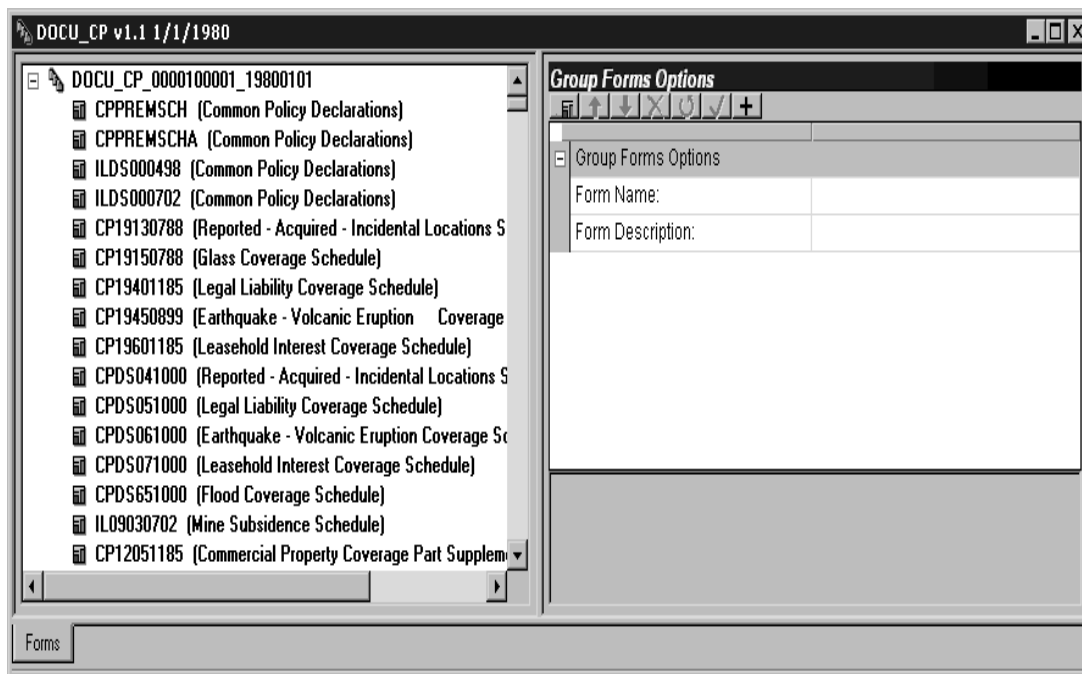 DOCU_CP v1.1 1/1/1980
DOCU_CP_0000100001_19800101
CPPREMSCH (Common Policy Declarations)
CPPREMSCHA (Common Policy Declarations)
ILDS000498 (Common Policy Declarations)
ILDS000702 (Common Policy Declarations)
CP19130788 (Reported - Acquired - Incidental Locations S
CP19150788 (Glass Coverage Schedule)
CP19401185 (Legal Liability Coverage Schedule)
CP19450899 (Earthquake - Volcanic Eruption Coverage
CP19601185 (Leasehold Interest Coverage Schedule)
CPDS041000 (Reported - Acquired - Incidental Locations S
CPDS051000 (Legal Liability Coverage Schedule)
CPDS061000 (Earthquake - Volcanic Eruption Coverage Sc
CPDS071000 (Leasehold Interest Coverage Schedule)
CPDS651000 (Flood Coverage Schedule)
IL09030702 (Mine Subsidence Schedule)
CP12051185 (Commercial Property Coverage Part Supplem
Forms
Group Forms Options
Group Forms Options
Form Name:
Form Description: